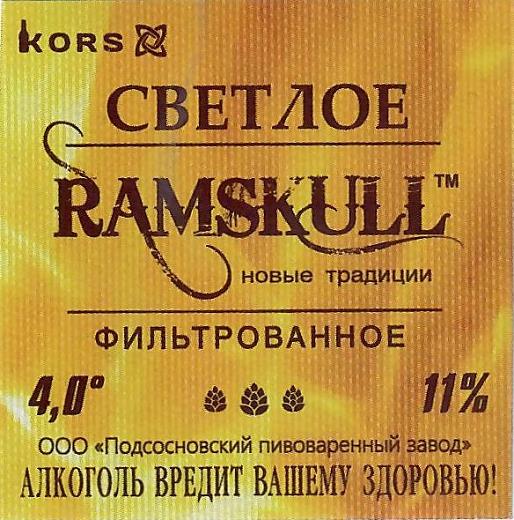 KORS
СВЕТЛОЕ
RAMSKULL™
новые традиции
ФИЛЬТРОВАННОЕ
4,0° 11%
ООО «Подсосновский пивоваренный завод»
АЛКОГОЛЬ ВРЕДИТ ВАШЕМУ ЗДОРОВЬЮ!